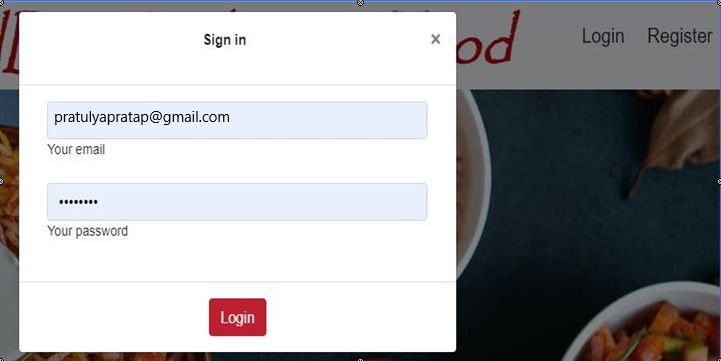 Sign in
×
Login Register
pratulyapratap@gmail.com
Your email
••••••••
Your password
Login